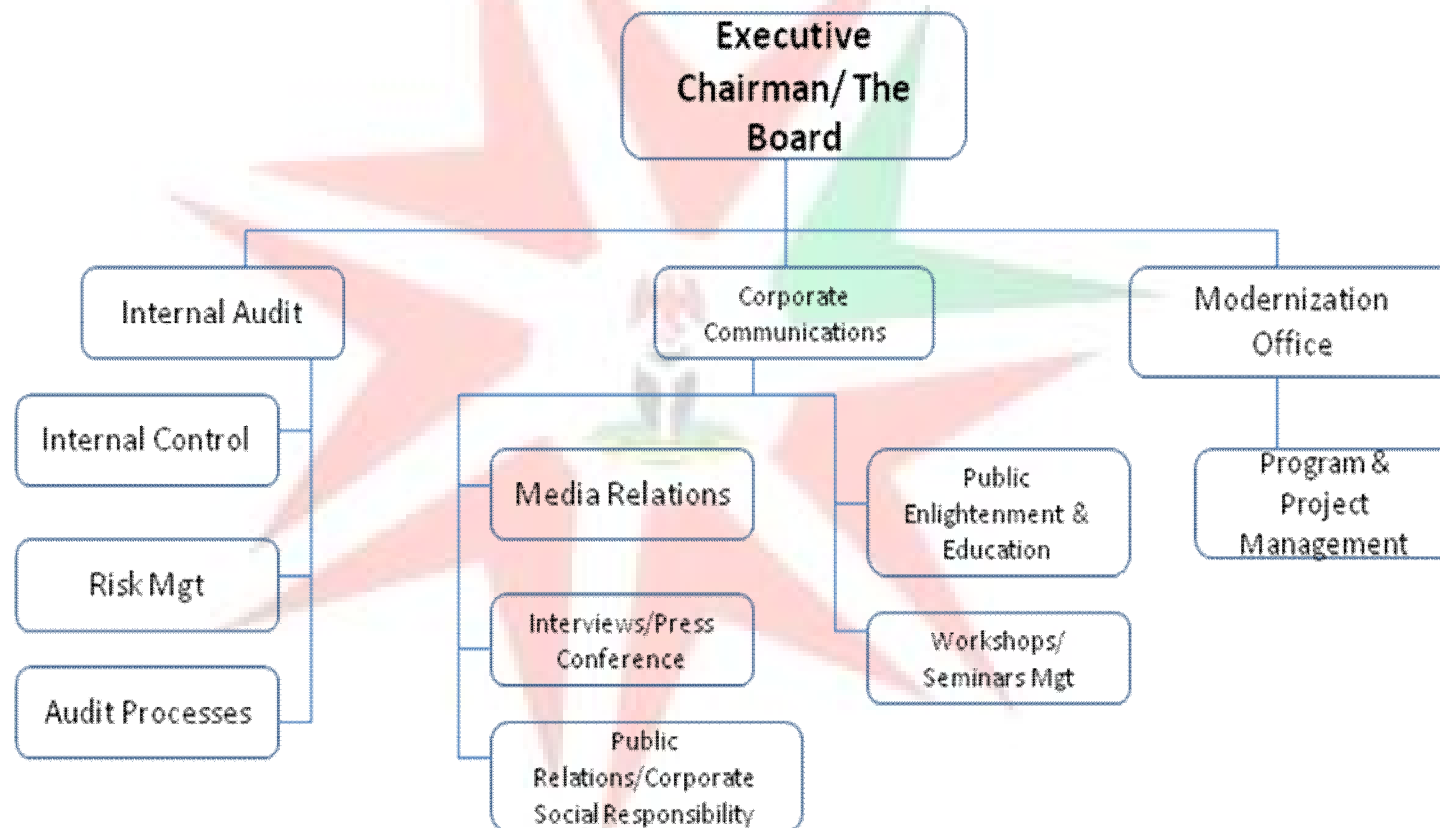 Executive
Chairman/ The
Board
Internal Audit
Corporate
Communications
Modernization
Office
Internal Control
Risk Mgt
Audit Processes
Media Relations
Interviews/Press
Conference
Public
Relations/Corporate
Social Responsibility
Public
Enlightenment &
Education
Workshops/
Seminars Mgt
Program &
Project
Management